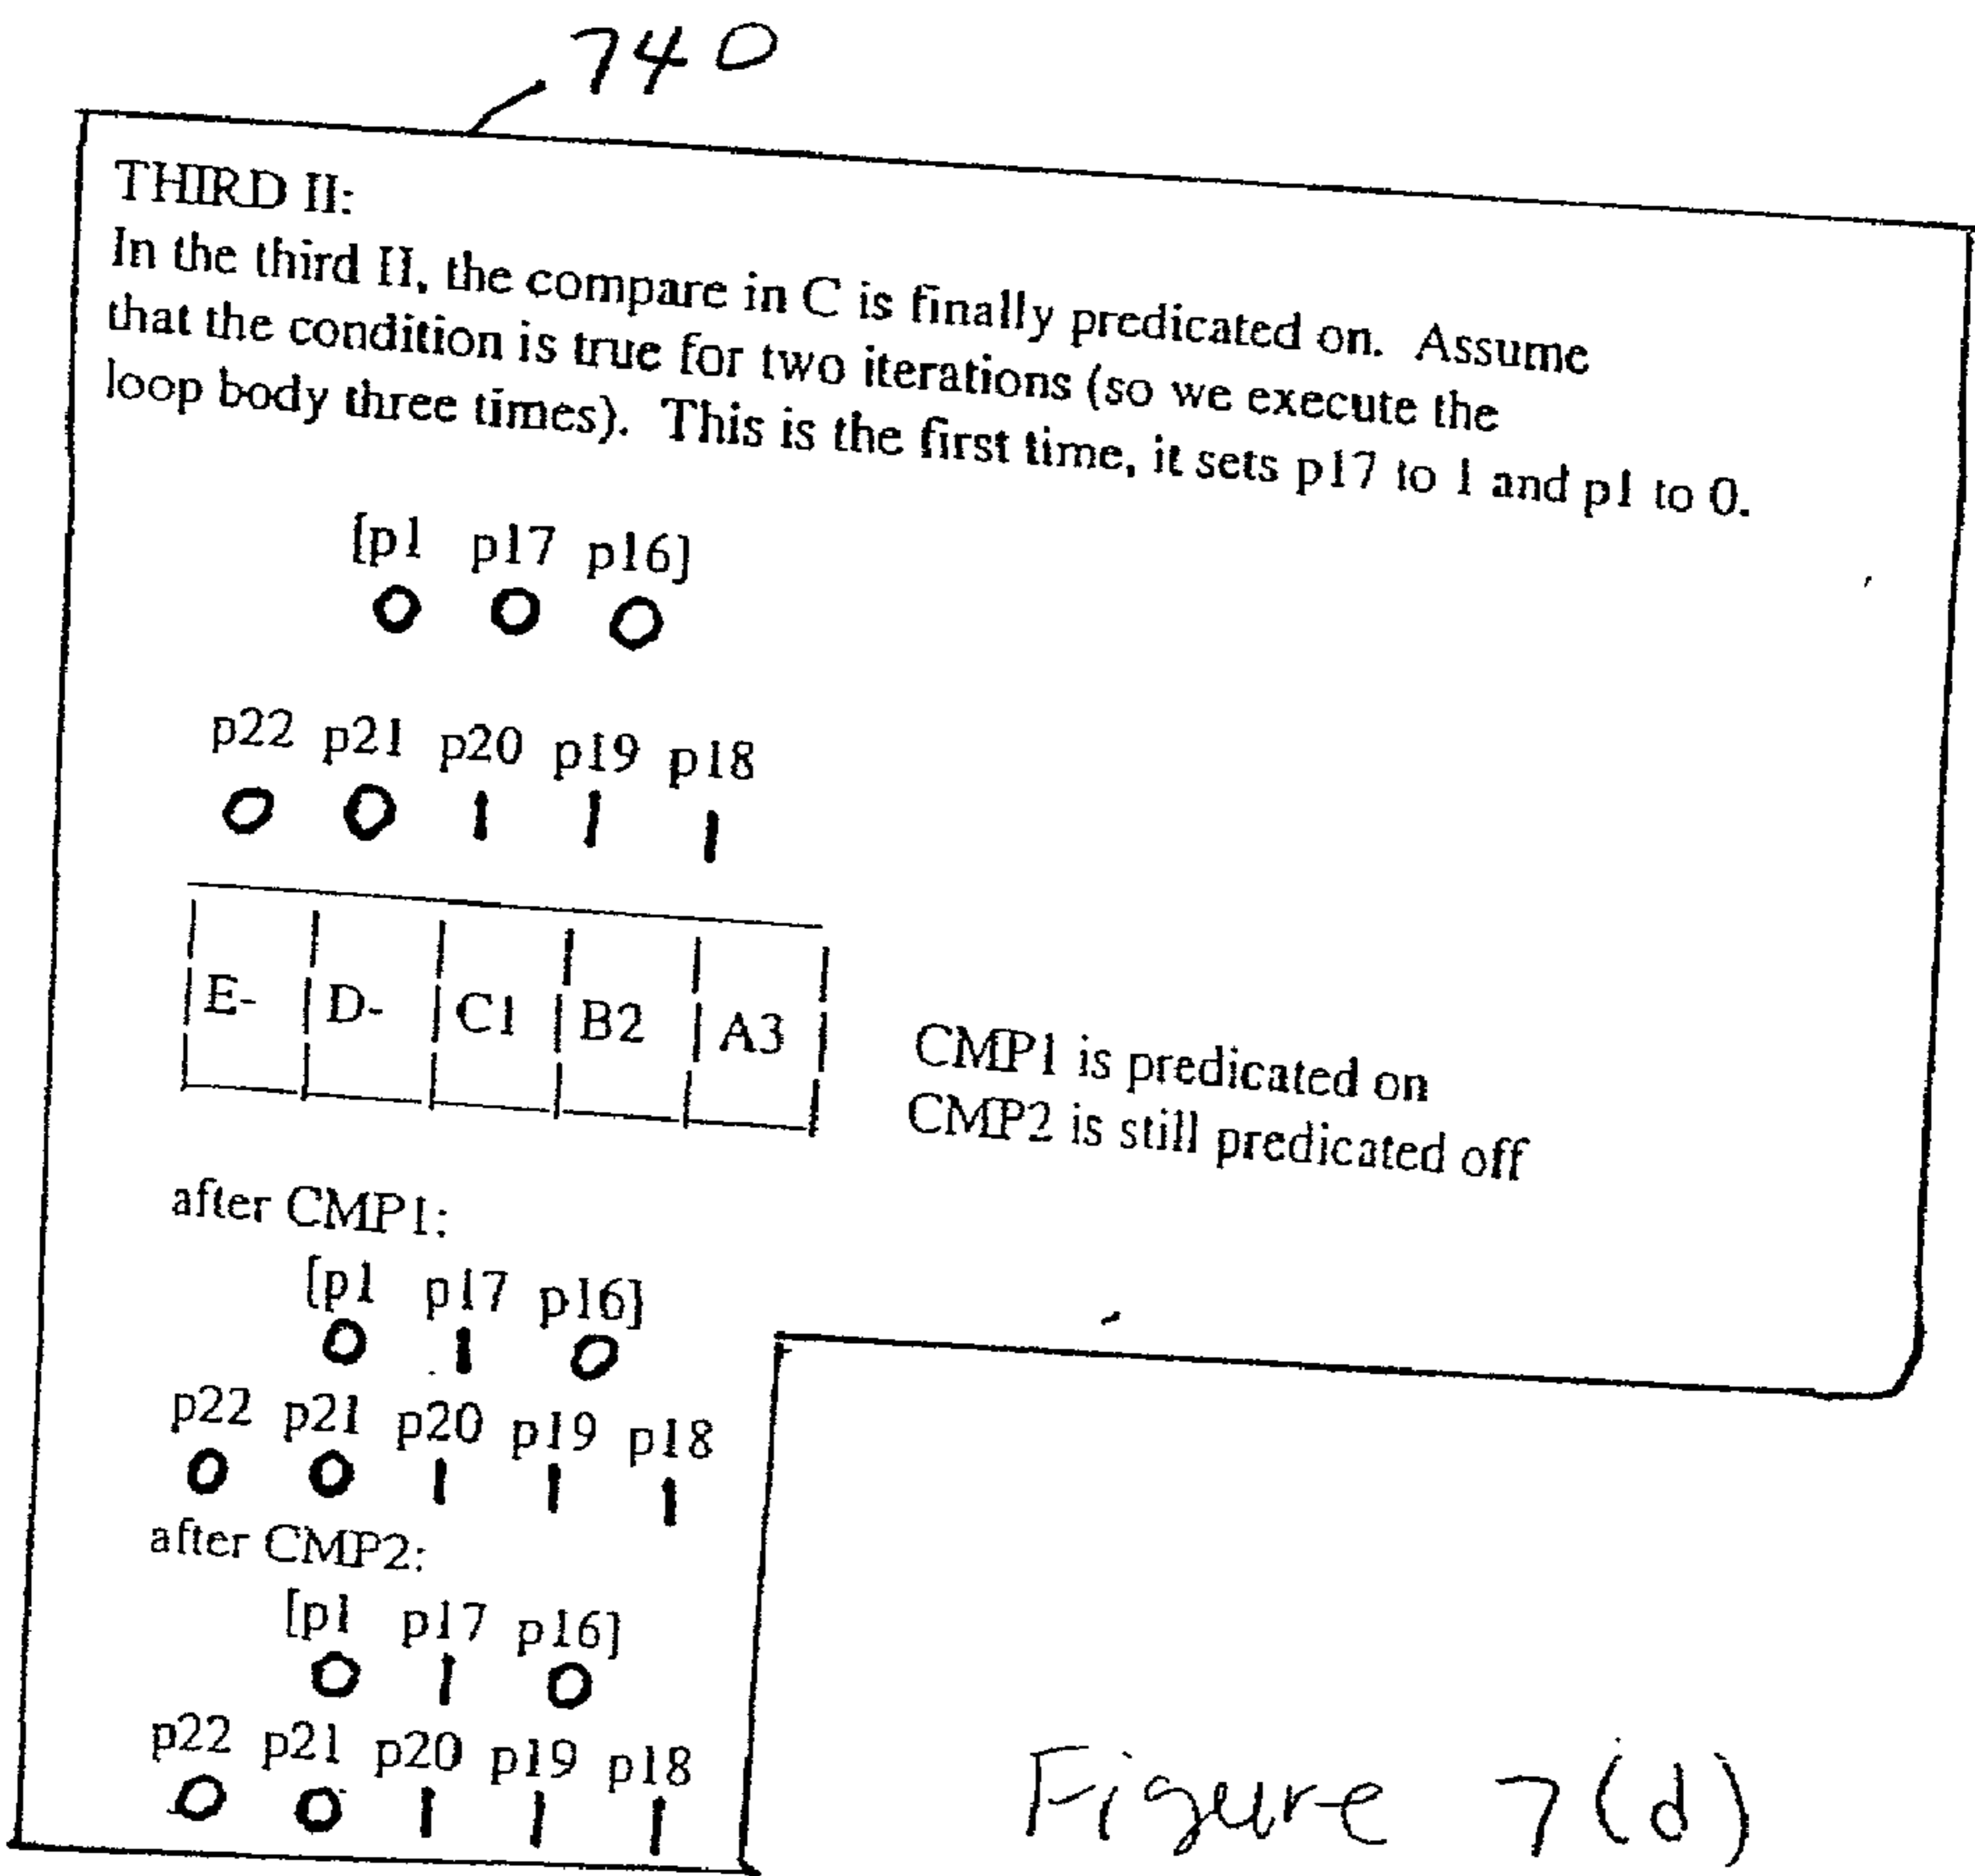 740
THIRD II:
In the third II, the compare in C is finally predicated on. Assume
that the condition is true for two iterations (so we execute the
loop body three times). This is the first time, it sets p17 to 1 and p1 to 0.
[p1 p17 p16]
0 0 0
p22 p21 p20 p19 p18
0 0 1 1 1
E- D- C1 B2 A3
CMP1 is predicated on
CMP2 is still predicated off
after CMP1:
[p1 p17 p16]
0 1 0
p22 p21 p20 p19 p18
0 0 1 1 1
after CMP2:
[p1 p17 p16]
0 1 0
p22 p21 p20 p19 p18
0 0 1 1 1
Figure 7(d)